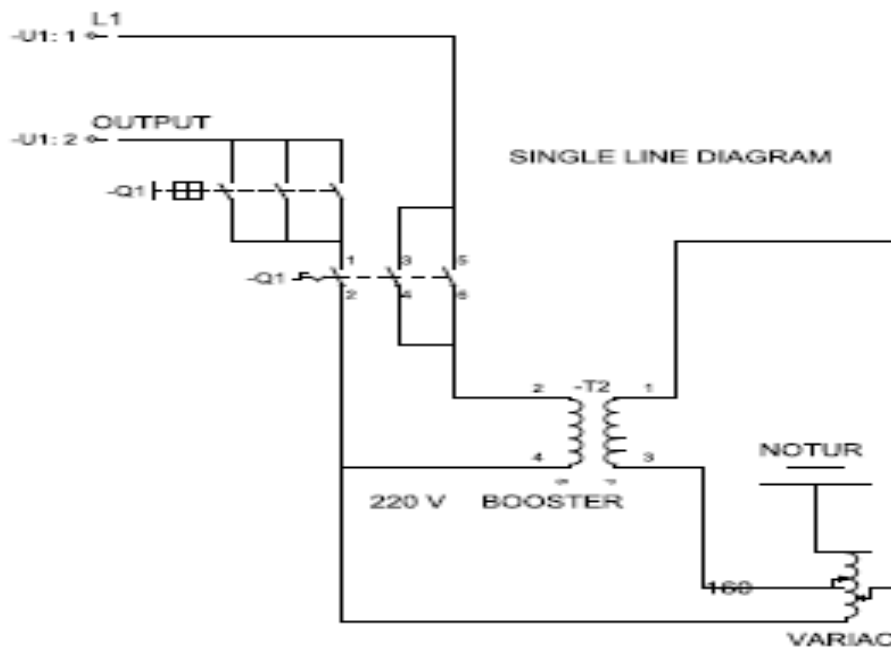 L1
-U1: 1
OUTPUT
-U1: 2
SINGLE LINE DIAGRAM
-Q1
1 3 5
-Q1
2 4 6
2 -T2 1
4 3
NOTUR
220 V BOOSTER
160
VARIAC